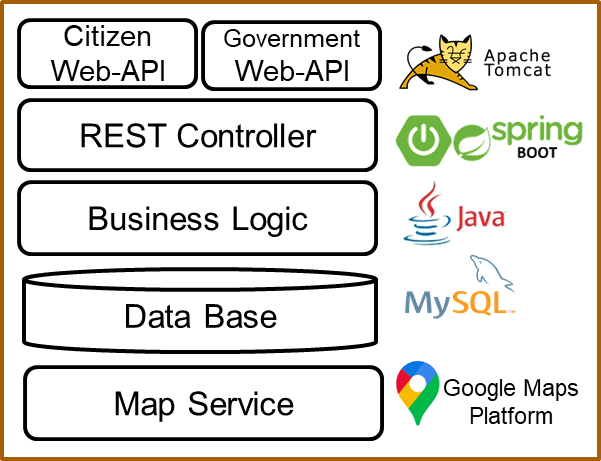 Citizen
Web-API
Government
Web-API
Apache
Tomcat
REST Controller
spring
BOOT
Business Logic
Java
Data Base
MySQL™
Map Service
Google Maps
Platform